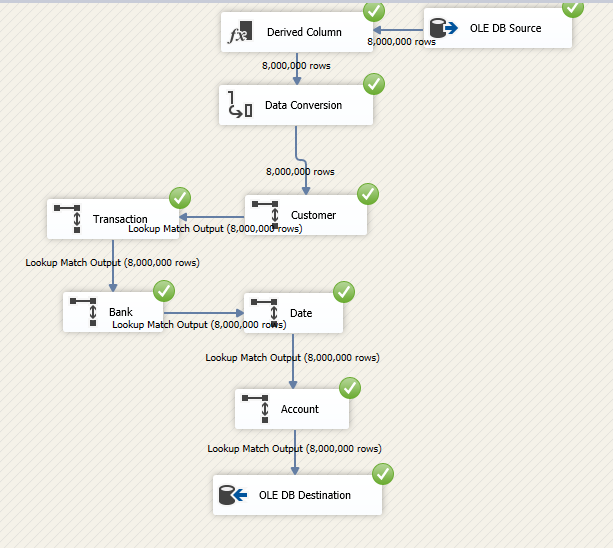 OLE DB Source
Derived Column
8,000,000 rows
8,000,000 rows
Data Conversion
8,000,000 rows
Customer
Transaction
Lookup Match Output (8,000,000 rows)
Lookup Match Output (8,000,000 rows)
Bank
Date
Lookup Match Output (8,000,000 rows)
Lookup Match Output (8,000,000 rows)
Account
Lookup Match Output (8,000,000 rows)
OLE DB Destination